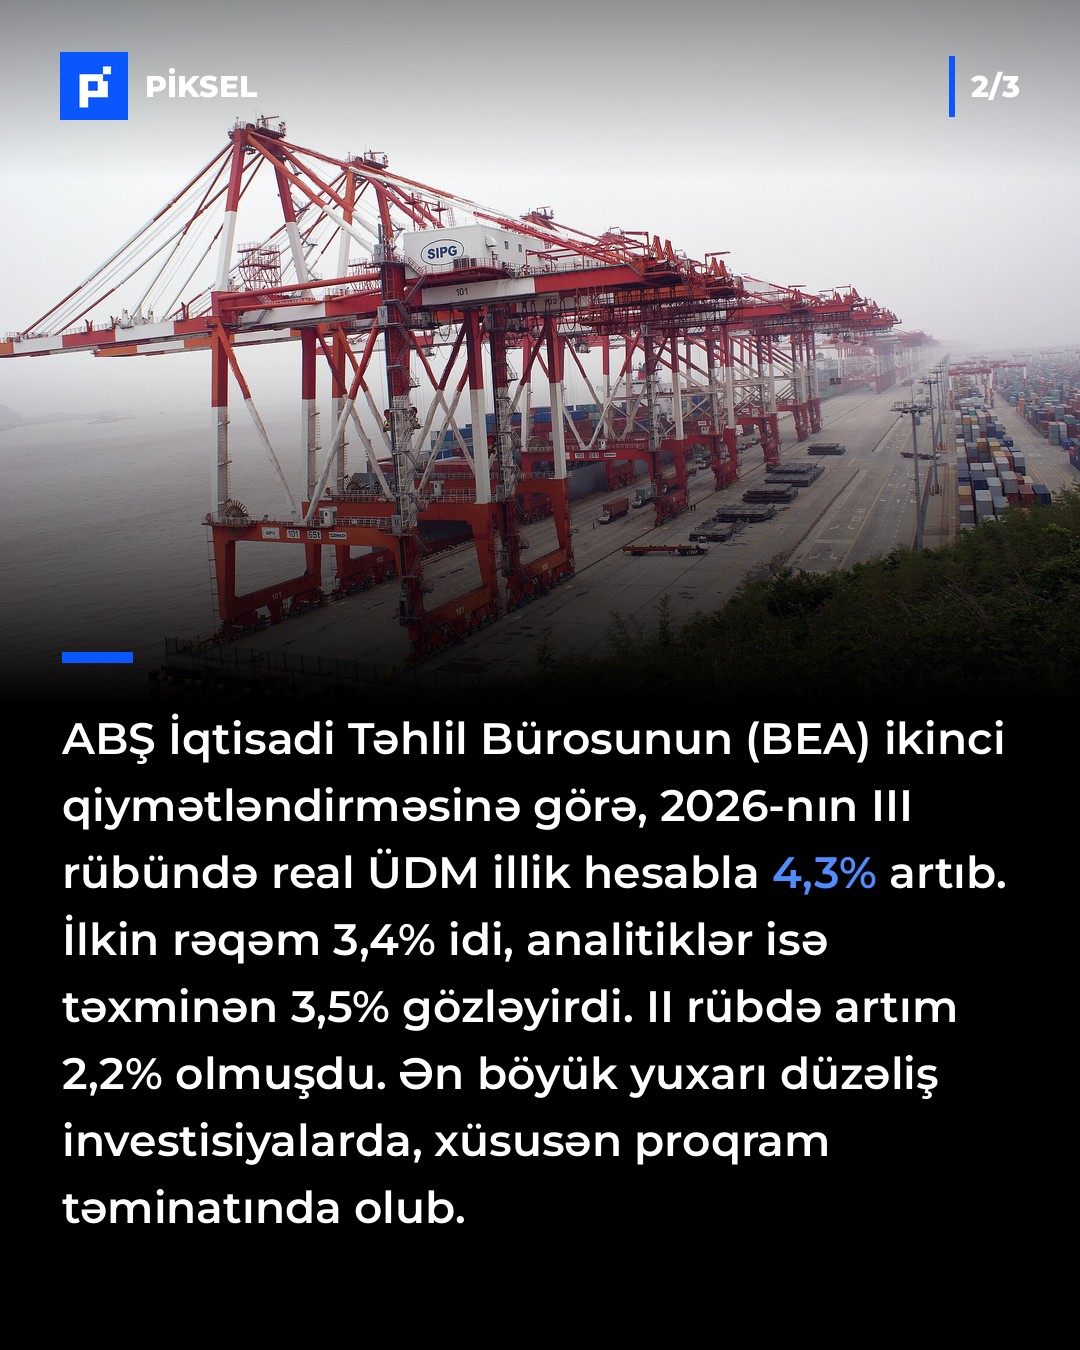 PİKSEL
2/3
SIPG
101
ABŞ İqtisadi Təhlil Bürosunun (BEA) ikinci
qiymətləndirməsinə görə, 2026-nın III
rübündə real ÜDM illik hesabla 4,3% artıb.
İlkin rəqəm 3,4% idi, analitiklər isə
təxminən 3,5% gözləyirdi. II rübdə artım
2,2% olmuşdu. Ən böyük yuxarı düzəliş
investisiyalarda, xüsusən proqram
təminatında olub.